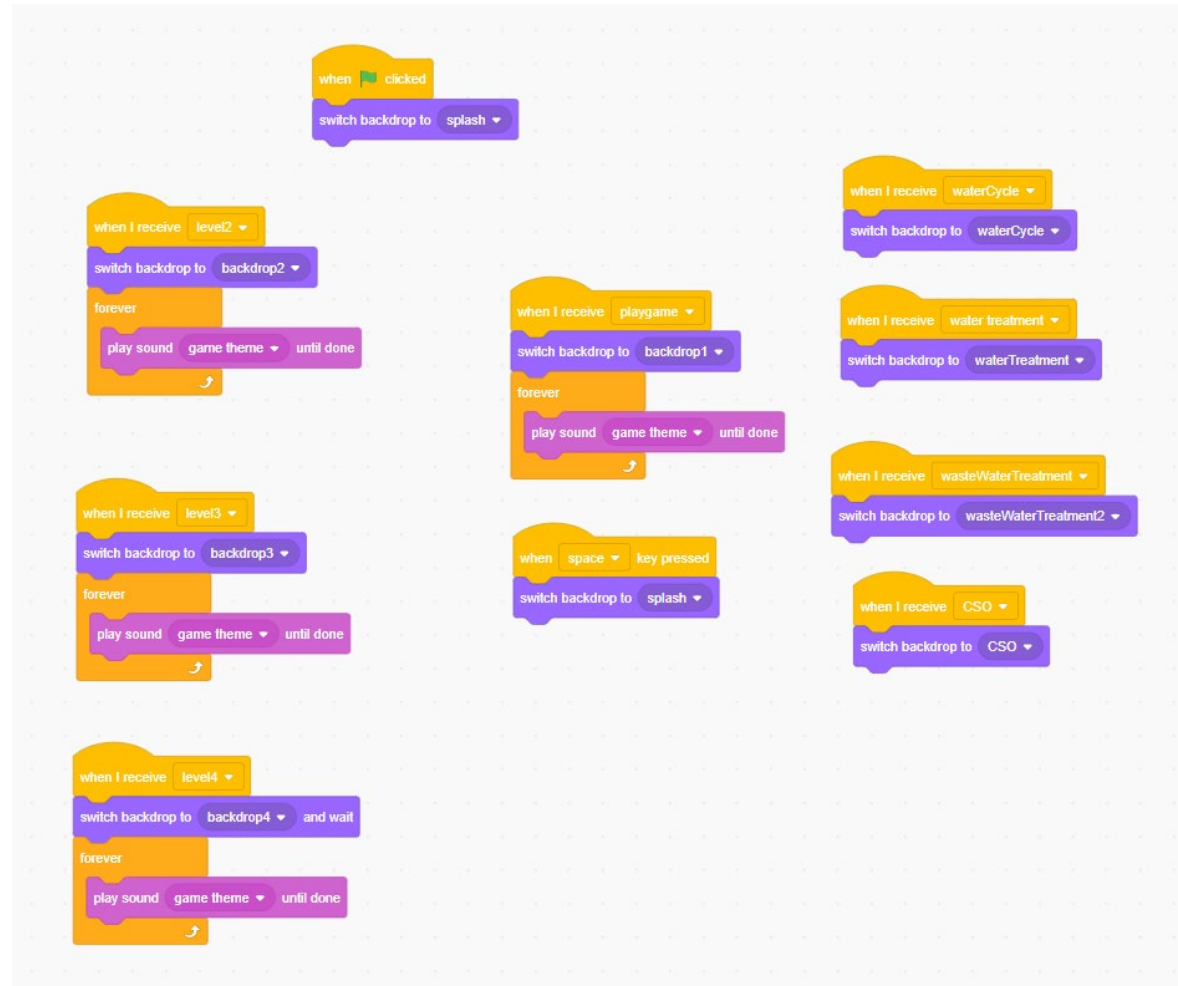 when clicked
switch backdrop to splash
when I receive level2
switch backdrop to backdrop2
forever
play sound game theme until done
when I receive level3
switch backdrop to backdrop3
forever
play sound game theme until done
when I receive level4
switch backdrop to backdrop4 and wait
forever
play sound game theme until done
when I receive playgame
switch backdrop to backdrop1
forever
play sound game theme until done
when space key pressed
switch backdrop to splash
when I receive waterCycle
switch backdrop to waterCycle
when I receive water treatment
switch backdrop to waterTreatment
when I receive wasteWaterTreatment
switch backdrop to wasteWaterTreatment2
when I receive CSO
switch backdrop to CSO